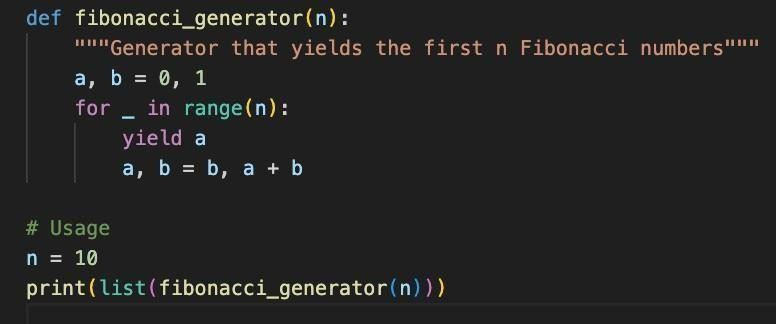 def fibonacci_generator(n):
    """Generator that yields the first n Fibonacci numbers"""
    a, b = 0, 1
    for _ in range(n):
        yield a
        a, b = b, a + b

# Usage
n = 10
print(list(fibonacci_generator(n)))